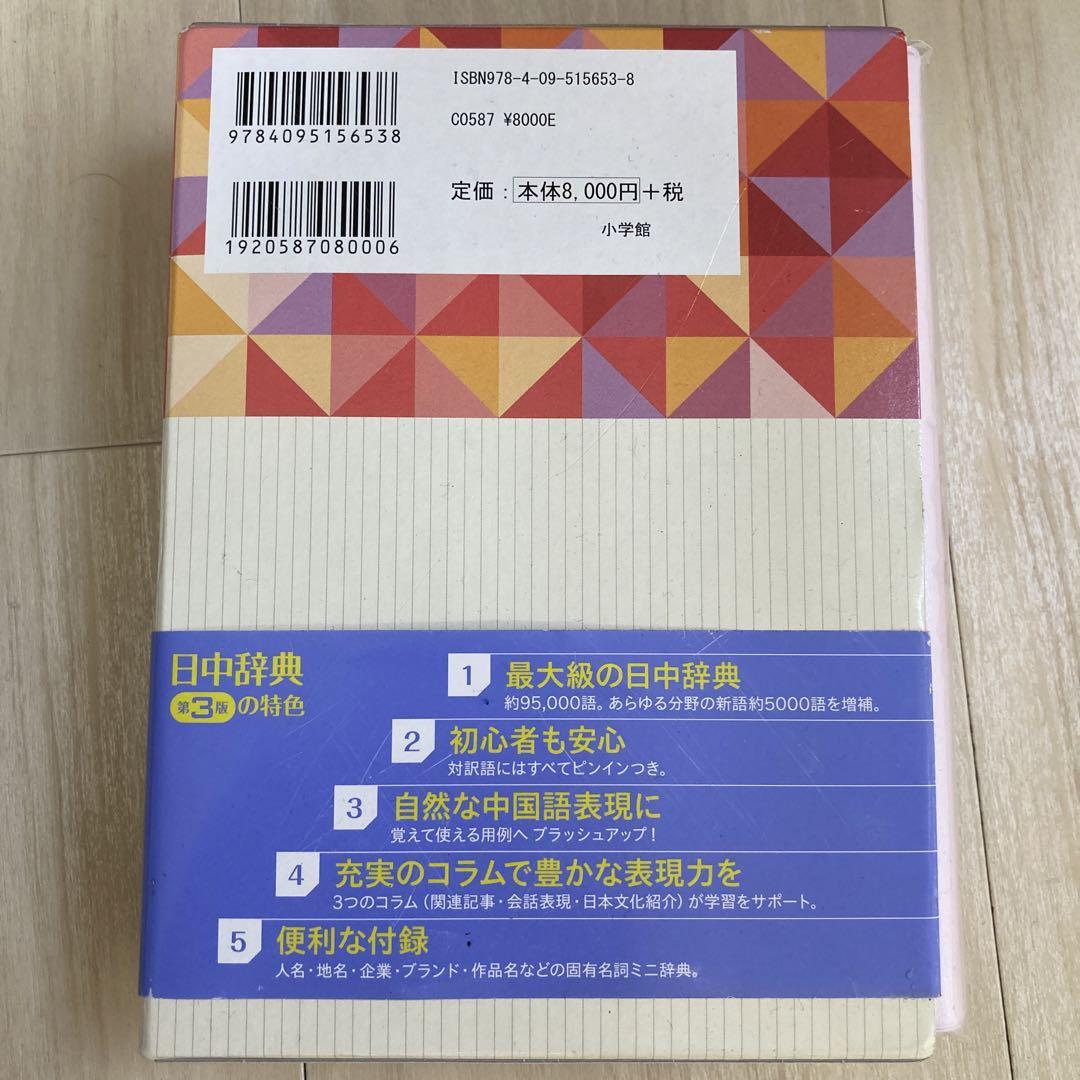 ISBN978-4-09-515653-8
9784095156538
C0587 ¥8000E
定価：本体8,000円＋税
1920587080006
小学館
日中辞典
第3版の特色
1 最大級の日中辞典
約95,000語。あらゆる分野の新語約5000語を増補。
2 初心者も安心
対訳語にはすべてピンインつき。
3 自然な中国語表現に
覚えて使える用例へ ブラッシュアップ！
4 充実のコラムで豊かな表現力を
3つのコラム（関連記事・会話表現・日本文化紹介）が学習をサポート。
5 便利な付録
人名・地名・企業・ブランド・作品名などの固有名詞ミニ辞典。